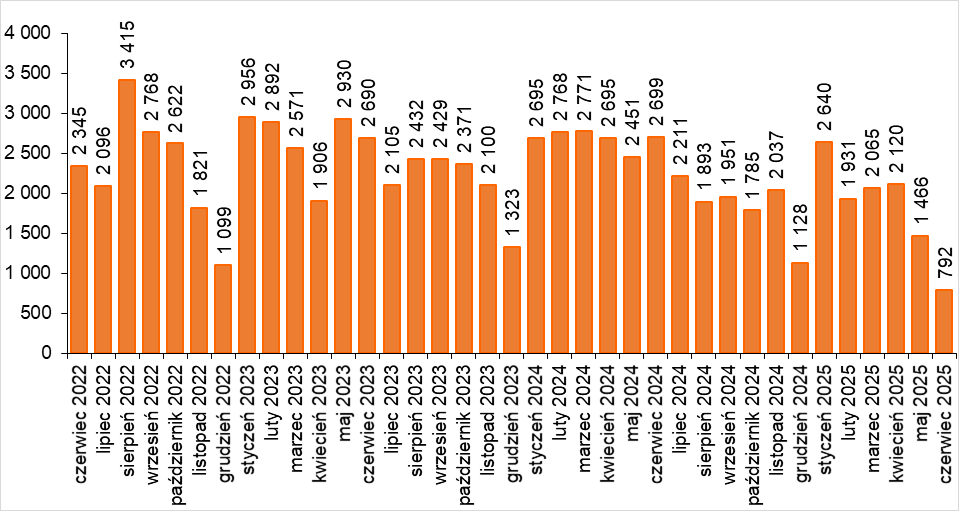 4 000
3 500
3 000
2 500
2 000
1 500
1 000
500
0
2 345
2 096
3 415
2 768
2 622
1 821
1 099
2 956
2 892
2 571
1 906
2 930
2 690
2 105
2 432
2 429
2 371
2 100
1 323
2 695
2 768
2 771
2 695
2 451
2 699
2 211
1 893
1 951
1 785
2 037
1 128
2 640
1 931
2 065
2 120
1 466
792
czerwiec 2022
lipiec 2022
sierpień 2022
wrzesień 2022
październik 2022
listopad 2022
grudzień 2022
styczeń 2023
luty 2023
marzec 2023
kwiecień 2023
maj 2023
czerwiec 2023
lipiec 2023
sierpień 2023
wrzesień 2023
październik 2023
listopad 2023
grudzień 2023
styczeń 2024
luty 2024
marzec 2024
kwiecień 2024
maj 2024
czerwiec 2024
lipiec 2024
sierpień 2024
wrzesień 2024
październik 2024
listopad 2024
grudzień 2024
styczeń 2025
luty 2025
marzec 2025
kwiecień 2025
maj 2025
czerwiec 2025